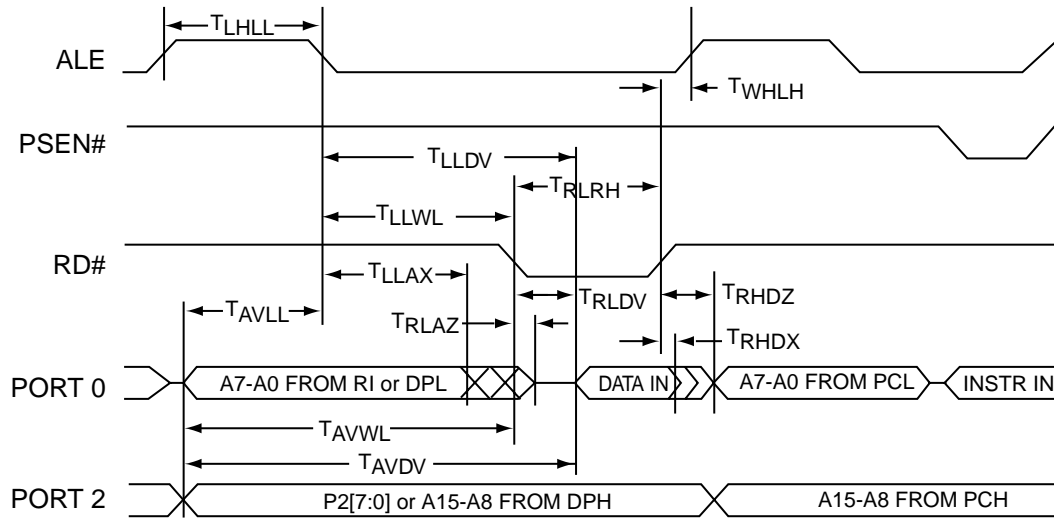 TLHLL
ALE
TWHLH
PSEN#
TLLDV
TRLRH
TLLWL
RD#
TLLAX
TRLDV
TRHDZ
TAVLL
TRLAZ
TRHDX
PORT 0
A7-A0 FROM RI or DPL
DATA IN
A7-A0 FROM PCL
INSTR IN
TAVWL
TAVDV
PORT 2
P2[7:0] or A15-A8 FROM DPH
A15-A8 FROM PCH